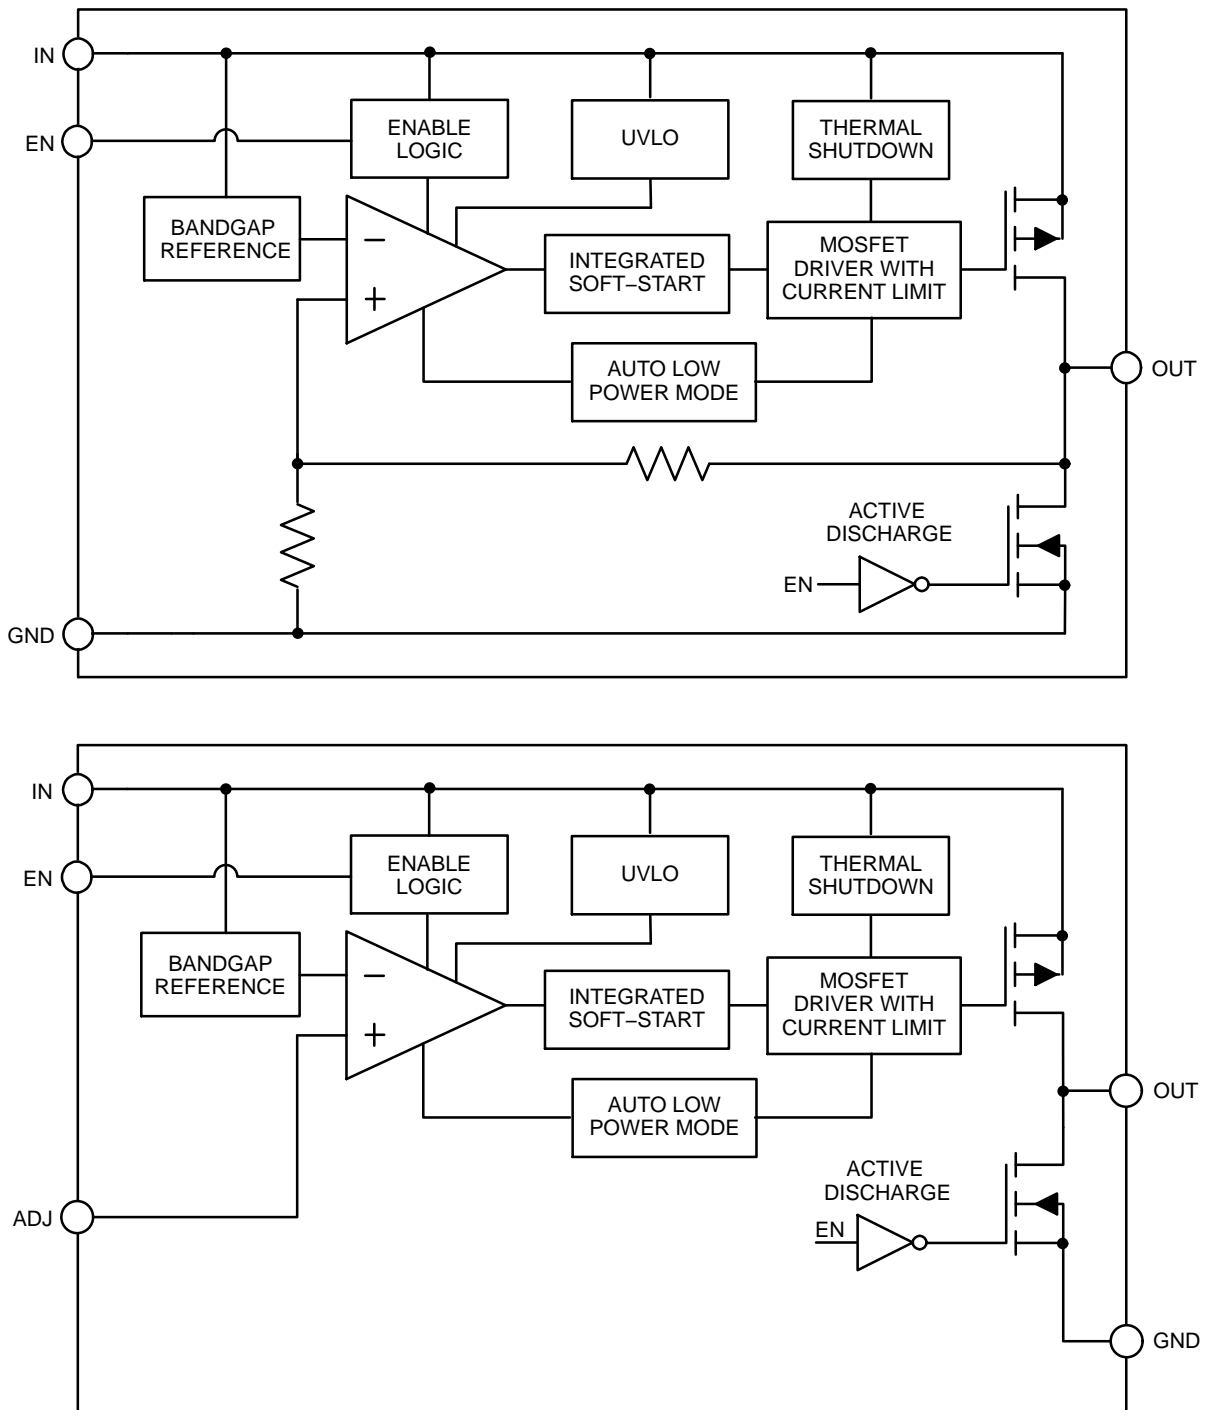 IN
ENABLE
LOGIC
UVLO
THERMAL
SHUTDOWN
EN
BANDGAP
REFERENCE
−
+
INTEGRATED
SOFT−START
MOSFET
DRIVER WITH
CURRENT LIMIT
AUTO LOW
POWER MODE
OUT
ACTIVE
DISCHARGE
EN
GND
IN
ENABLE
LOGIC
UVLO
THERMAL
SHUTDOWN
EN
BANDGAP
REFERENCE
−
+
INTEGRATED
SOFT−START
MOSFET
DRIVER WITH
CURRENT LIMIT
AUTO LOW
POWER MODE
OUT
ACTIVE
DISCHARGE
ADJ
EN
GND